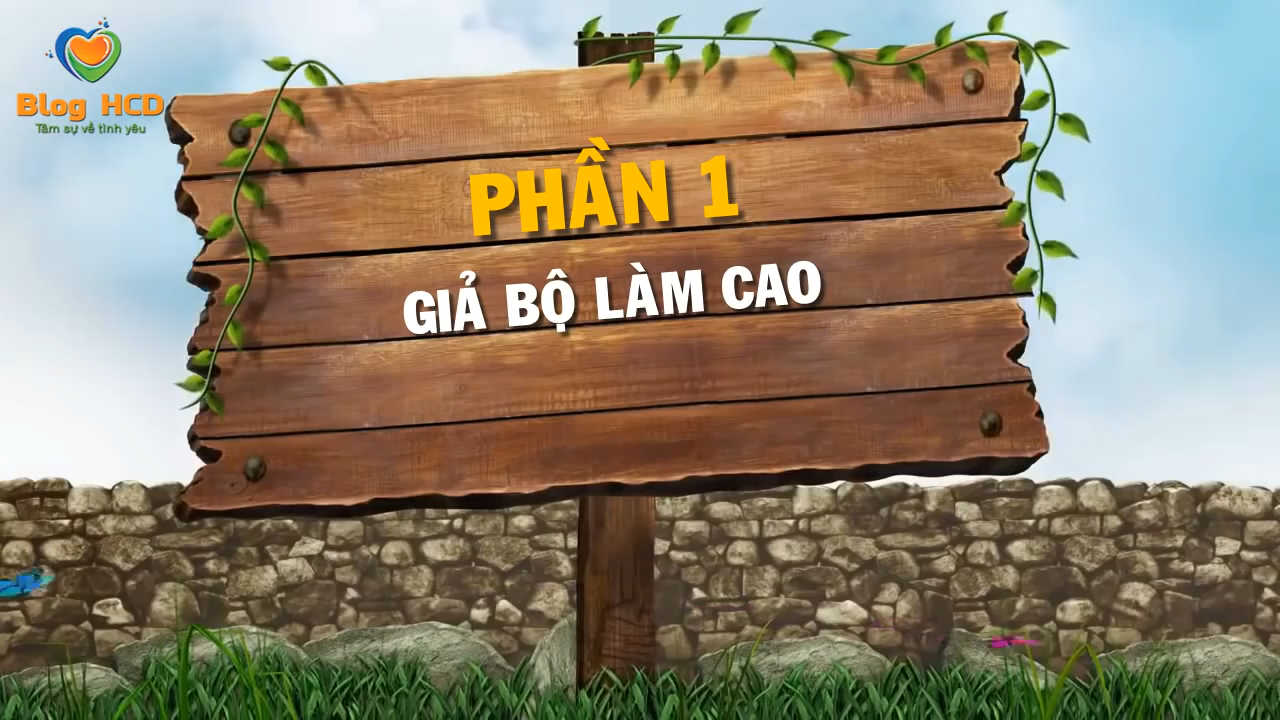 Blog HCD
Tâm sự về tình yêu
PHẦN 1
GIẢ BỘ LÀM CAO